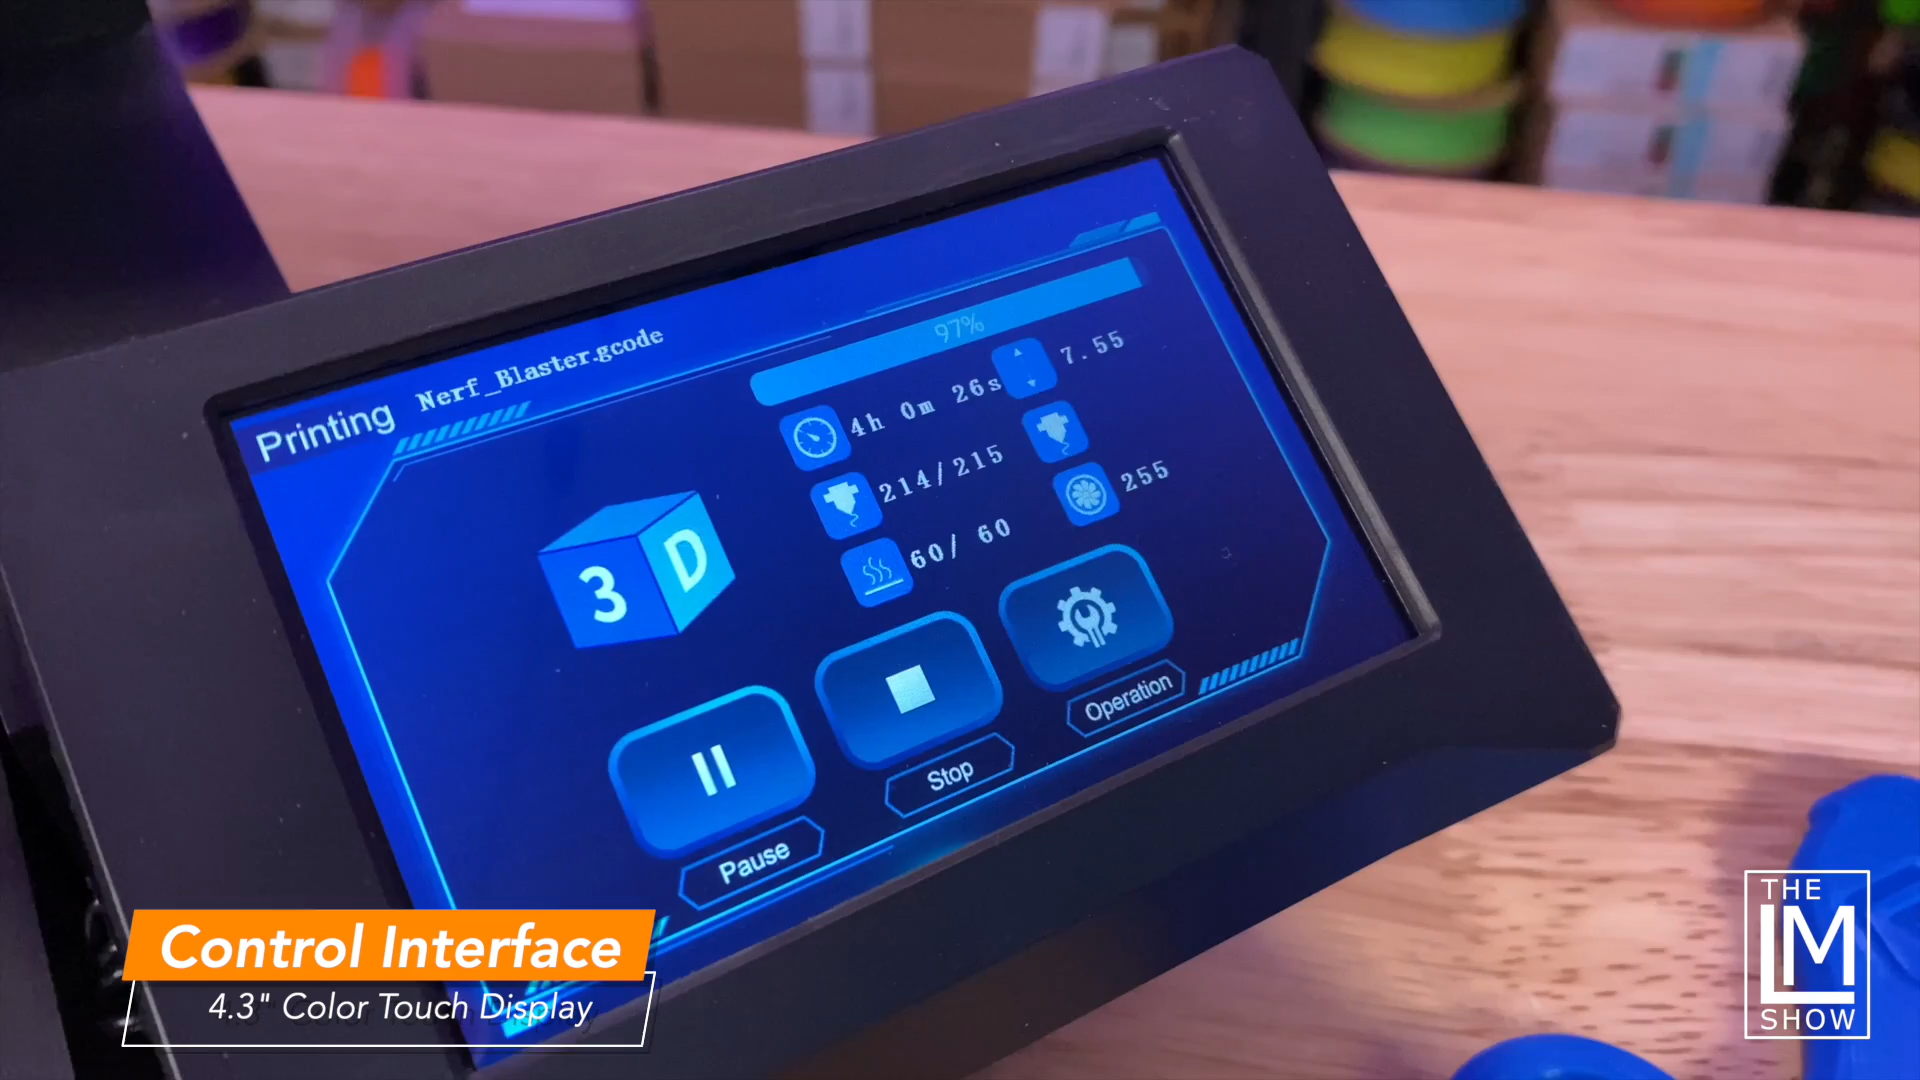 Printing
Nerf_Blaster.gcode
97%
4h 0m 26s
7.55
214/215
255
60/ 60
3 D
Pause
Stop
Operation
Control Interface
4.3" Color Touch Display
THE
LM
SHOW